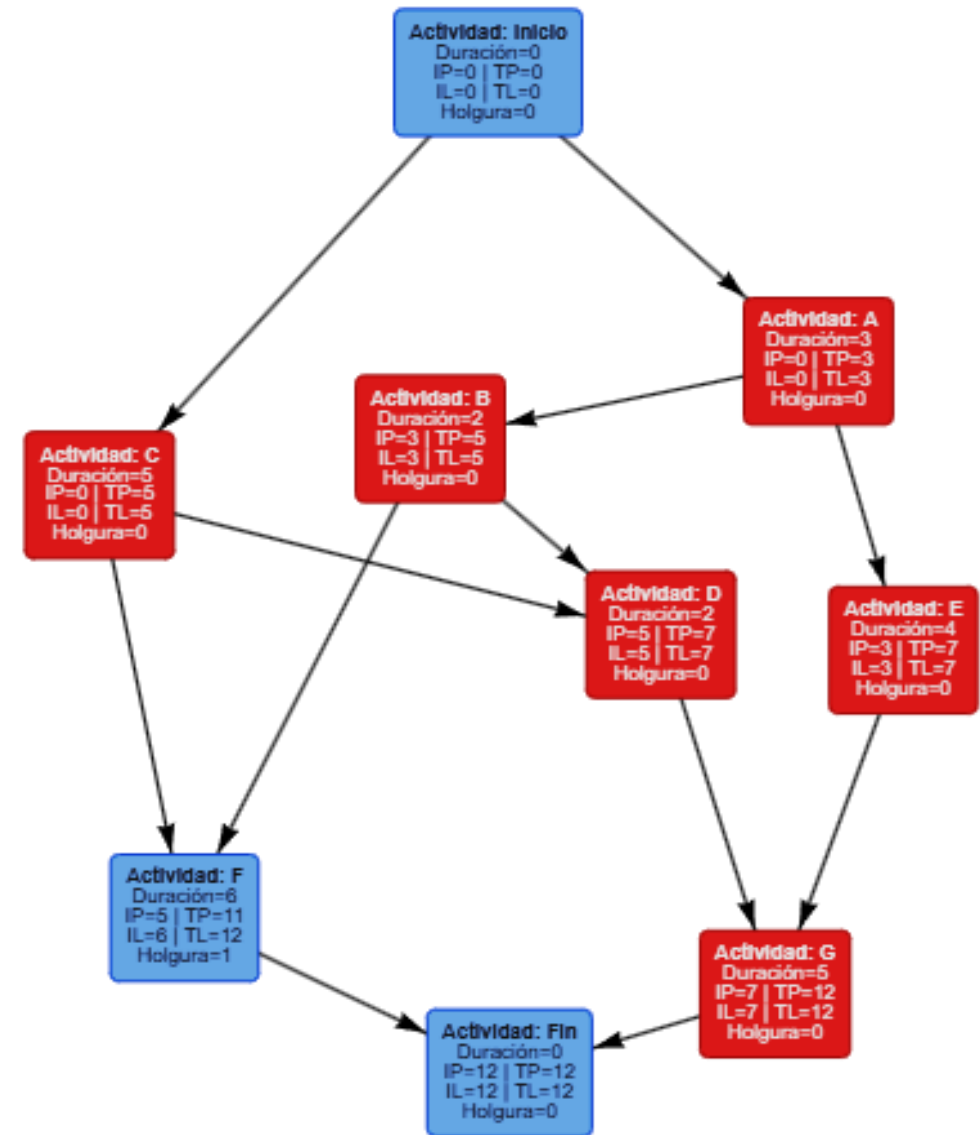 Actividad: Inicio
Duración=0
IP=0 | TP=0
IL=0 | TL=0
Holgura=0
Actividad: A
Duración=3
IP=0 | TP=3
IL=0 | TL=3
Holgura=0
Actividad: B
Duración=2
IP=3 | TP=5
IL=3 | TL=5
Holgura=0
Actividad: C
Duración=5
IP=0 | TP=5
IL=0 | TL=5
Holgura=0
Actividad: D
Duración=2
IP=5 | TP=7
IL=5 | TL=7
Holgura=0
Actividad: E
Duración=4
IP=3 | TP=7
IL=3 | TL=7
Holgura=0
Actividad: F
Duración=6
IP=5 | TP=11
IL=6 | TL=12
Holgura=1
Actividad: G
Duración=5
IP=7 | TP=12
IL=7 | TL=12
Holgura=0
Actividad: Fin
Duración=0
IP=12 | TP=12
IL=12 | TL=12
Holgura=0